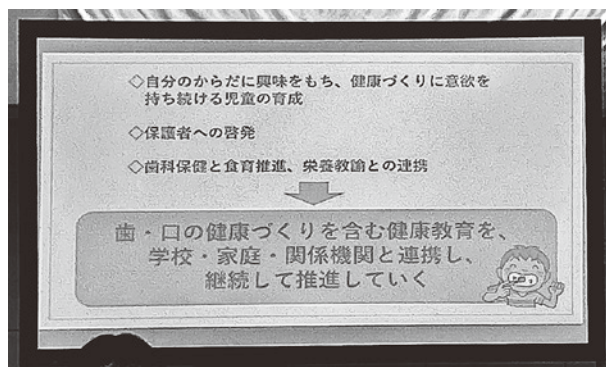 ◇自分のからだに興味をもち、健康づくりに意欲を
持ち続ける児童の育成
◇保護者への啓発
◇歯科保健と食育推進、栄養教諭との連携
歯・口の健康づくりを含む健康教育を、
学校・家庭・関係機関と連携し、
継続して推進していく